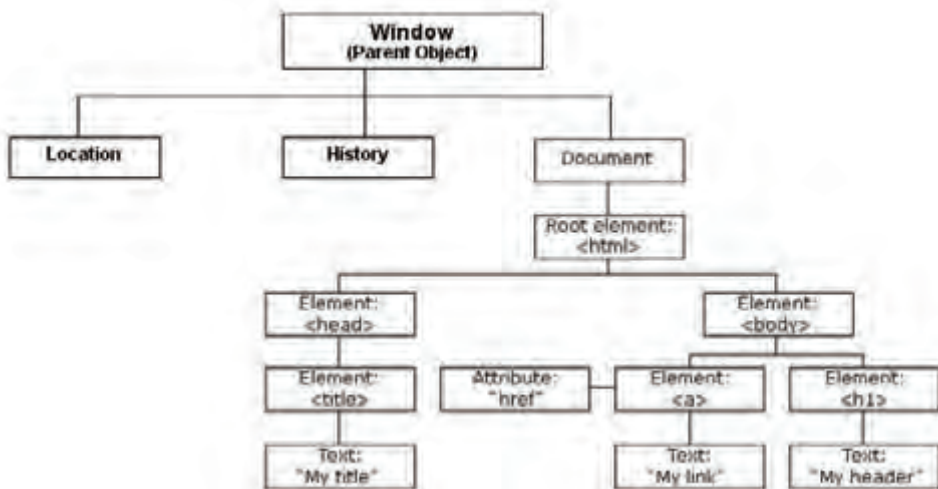 Window
(Parent Object)
Location
History
Document
Root element:
<html>
Element:
<head>
Element:
<body>
Element:
<title>
Attribute:
"href"
Element:
<a>
Element:
<h1>
Text:
"My title"
Text:
"My link"
Text:
"My header"